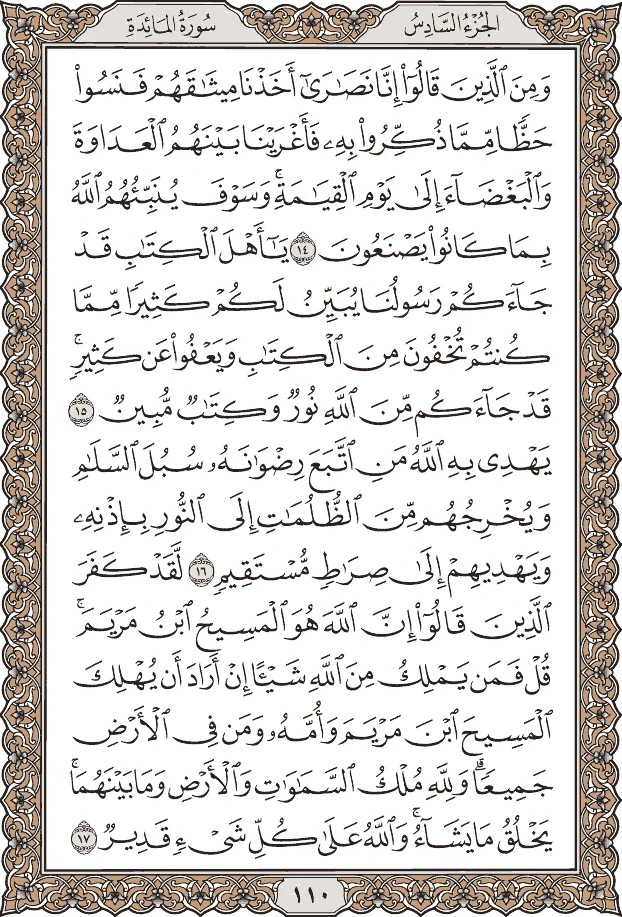 الجُزْءُ السَّادِسُ
سُورَةُ المَائِدَةِ
وَمِنَ ٱلَّذِينَ قَالُوٓاْ إِنَّا نَصَٰرَىٰٓ أَخَذْنَا مِيثَٰقَهُمْ فَنَسُواْ
حَظًّا مِّمَّا ذُكِّرُواْ بِهِۦ فَأَغْرَيْنَا بَيْنَهُمُ ٱلْعَدَاوَةَ
وَٱلْبَغْضَآءَ إِلَىٰ يَوْمِ ٱلْقِيَٰمَةِۚ وَسَوْفَ يُنَبِّئُهُمُ ٱللَّهُ
بِمَا كَانُواْ يَصْنَعُونَ ١٤ يَٰٓأَهْلَ ٱلْكِتَٰبِ قَدْ
جَآءَكُمْ رَسُولُنَا يُبَيِّنُ لَكُمْ كَثِيرًا مِّمَّا
كُنتُمْ تُخْفُونَ مِنَ ٱلْكِتَٰبِ وَيَعْفُواْ عَن كَثِيرٍۚ
قَدْ جَآءَكُم مِّنَ ٱللَّهِ نُورٌ وَكِتَٰبٌ مُّبِينٌ ١٥
يَهْدِي بِهِ ٱللَّهُ مَنِ ٱتَّبَعَ رِضْوَٰنَهُۥ سُبُلَ ٱلسَّلَٰمِ
وَيُخْرِجُهُم مِّنَ ٱلظُّلُمَٰتِ إِلَى ٱلنُّورِ بِإِذْنِهِۦ
وَيَهْدِيهِمْ إِلَىٰ صِرَٰطٍ مُّسْتَقِيمٍ ١٦ لَّقَدْ كَفَرَ
ٱلَّذِينَ قَالُوٓاْ إِنَّ ٱللَّهَ هُوَ ٱلْمَسِيحُ ٱبْنُ مَرْيَمَۚ
قُلْ فَمَن يَمْلِكُ مِنَ ٱللَّهِ شَيْـًٔا إِنْ أَرَادَ أَن يُهْلِكَ
ٱلْمَسِيحَ ٱبْنَ مَرْيَمَ وَأُمَّهُۥ وَمَن فِي ٱلْأَرْضِ
جَمِيعًاۗ وَلِلَّهِ مُلْكُ ٱلسَّمَٰوَٰتِ وَٱلْأَرْضِ وَمَا بَيْنَهُمَاۚ
يَخْلُقُ مَا يَشَآءُۚ وَٱللَّهُ عَلَىٰ كُلِّ شَيْءٍ قَدِيرٌ ١٧
١١٠